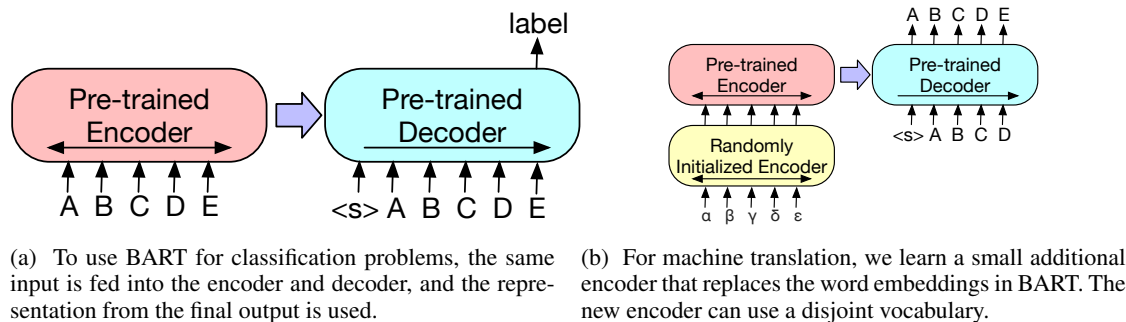 label
Pre-trained
Encoder
Pre-trained
Decoder
A B C D E
<s> A B C D E
(a) To use BART for classification problems, the same
input is fed into the encoder and decoder, and the repre-
sentation from the final output is used.
A B C D E
Pre-trained
Encoder
Pre-trained
Decoder
<s> A B C D
Randomly
Initialized Encoder
α β γ δ ε
(b) For machine translation, we learn a small additional
encoder that replaces the word embeddings in BART. The
new encoder can use a disjoint vocabulary.